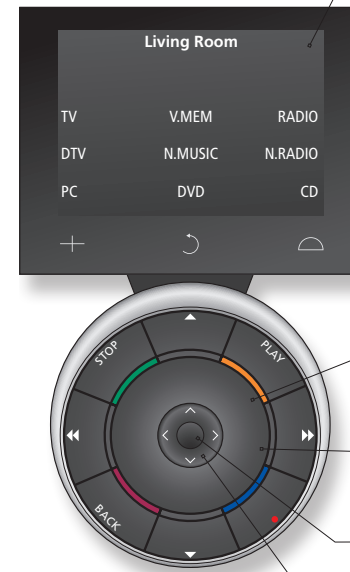 Living Room
TV V.MEM RADIO
DTV N.MUSIC N.RADIO
PC DVD CD
STOP PLAY
BACK